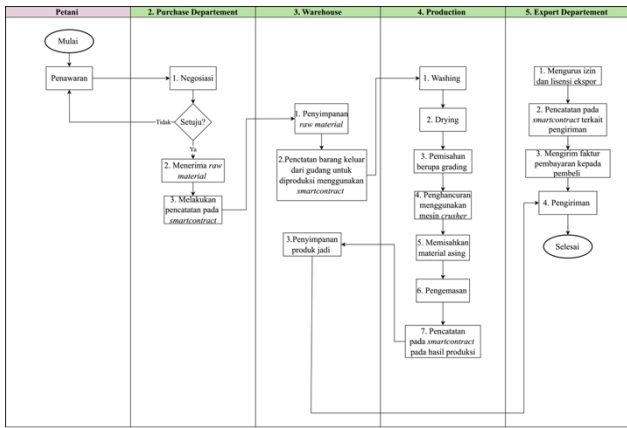 Petani
2. Purchase Departement
3. Warehouse
4. Production
5. Export Departement
Mulai
Penawaran
1. Negosiasi
Setuju?
Tidak
Ya
2. Menerima raw
material
3. Melakukan
pencatatan pada
smartcontract
1. Penyimpanan
raw material
2.Penctatan barang keluar
dari gudang untuk
diproduksi menggunakan
smartcontract
3.Penyimpanan
produk jadi
1. Washing
2. Drying
3. Pemisahan
berupa grading
4. Penghancuran
menggunakan
mesin crusher
5. Memisahkan
material asing
6. Pengemasan
7. Pencatatan
pada smartcontract
pada hasil produksi
1. Mengurus izin
dan lisensi ekspor
2. Pencatatan pada
smartcontract terkait
pengiriman
3. Mengirim faktur
pembayaran kepada
pembeli
4. Pengiriman
Selesai